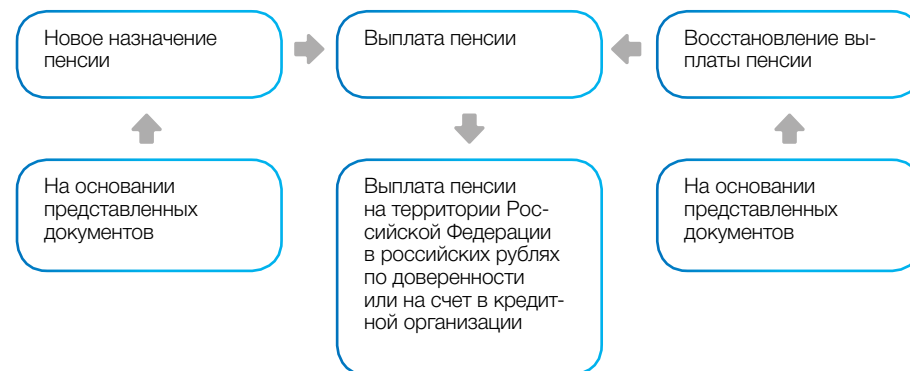 Новое назначение
пенсии
Выплата пенсии
Восстановление вы-
платы пенсии
На основании
представленных
документов
Выплата пенсии
на территории Рос-
сийской Федерации
в российских рублях
по доверенности
или на счет в кредит-
ной организации
На основании
представленных
документов